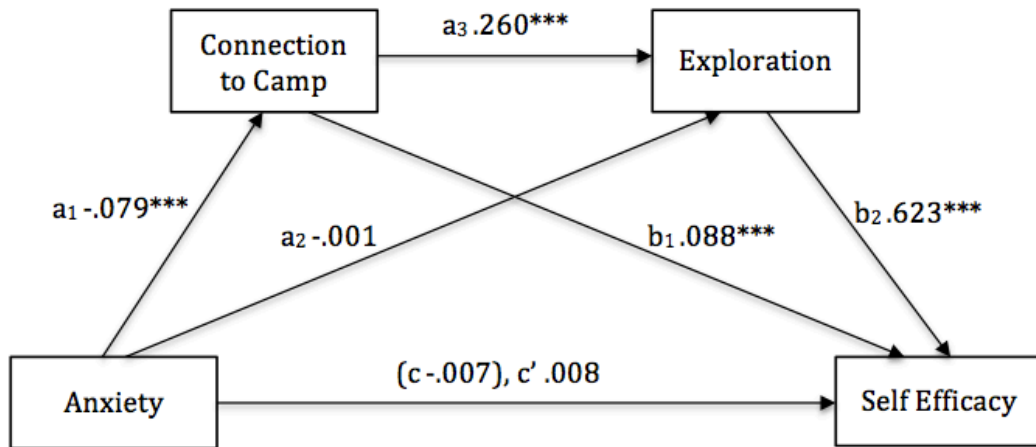 Connection
to Camp
a₃ .260***
Exploration
a₁ -.079***
a₂ -.001
b₁ .088***
b₂ .623***
Anxiety
(c -.007), c’ .008
Self Efficacy